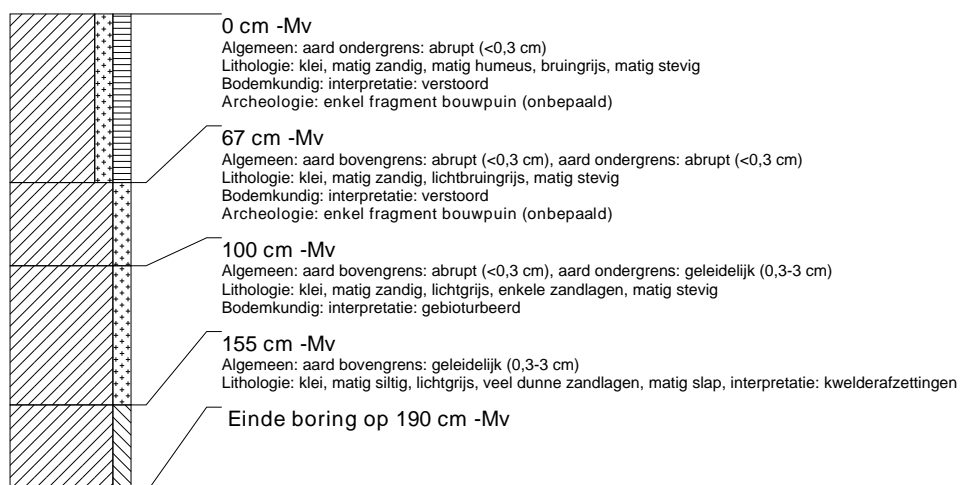 0 cm -Mv
Algemeen: aard ondergrens: abrupt (<0,3 cm)
Lithologie: klei, matig zandig, matig humeus, bruingrijs, matig stevig
Bodemkundig: interpretatie: verstoord
Archeologie: enkel fragment bouwpuin (onbepaald)
67 cm -Mv
Algemeen: aard bovengrens: abrupt (<0,3 cm), aard ondergrens: abrupt (<0,3 cm)
Lithologie: klei, matig zandig, lichtbruingrijs, matig stevig
Bodemkundig: interpretatie: verstoord
Archeologie: enkel fragment bouwpuin (onbepaald)
100 cm -Mv
Algemeen: aard bovengrens: abrupt (<0,3 cm), aard ondergrens: geleidelijk (0,3-3 cm)
Lithologie: klei, matig zandig, lichtgrijs, enkele zandlagen, matig stevig
Bodemkundig: interpretatie: gebioturbeerd
155 cm -Mv
Algemeen: aard bovengrens: geleidelijk (0,3-3 cm)
Lithologie: klei, matig siltig, lichtgrijs, veel dunne zandlagen, matig slap, interpretatie: kwelderafzettingen
Einde boring op 190 cm -Mv